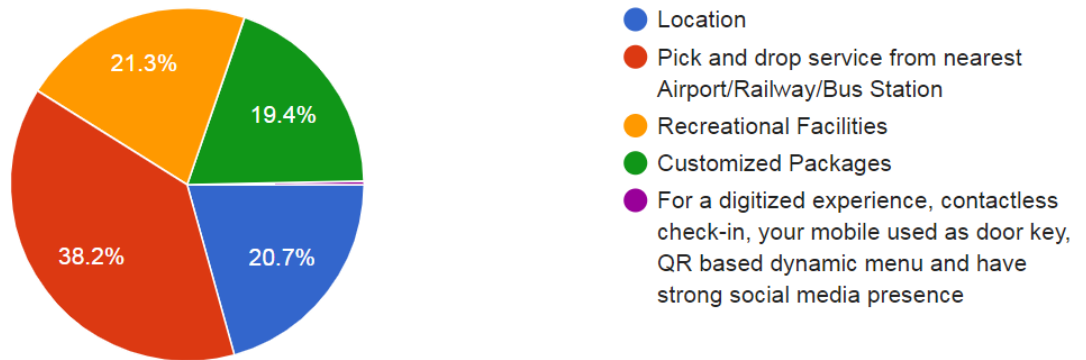 21.3%
19.4%
38.2%
20.7%
Location
Pick and drop service from nearest
Airport/Railway/Bus Station
Recreational Facilities
Customized Packages
For a digitized experience, contactless
check-in, your mobile used as door key,
QR based dynamic menu and have
strong social media presence